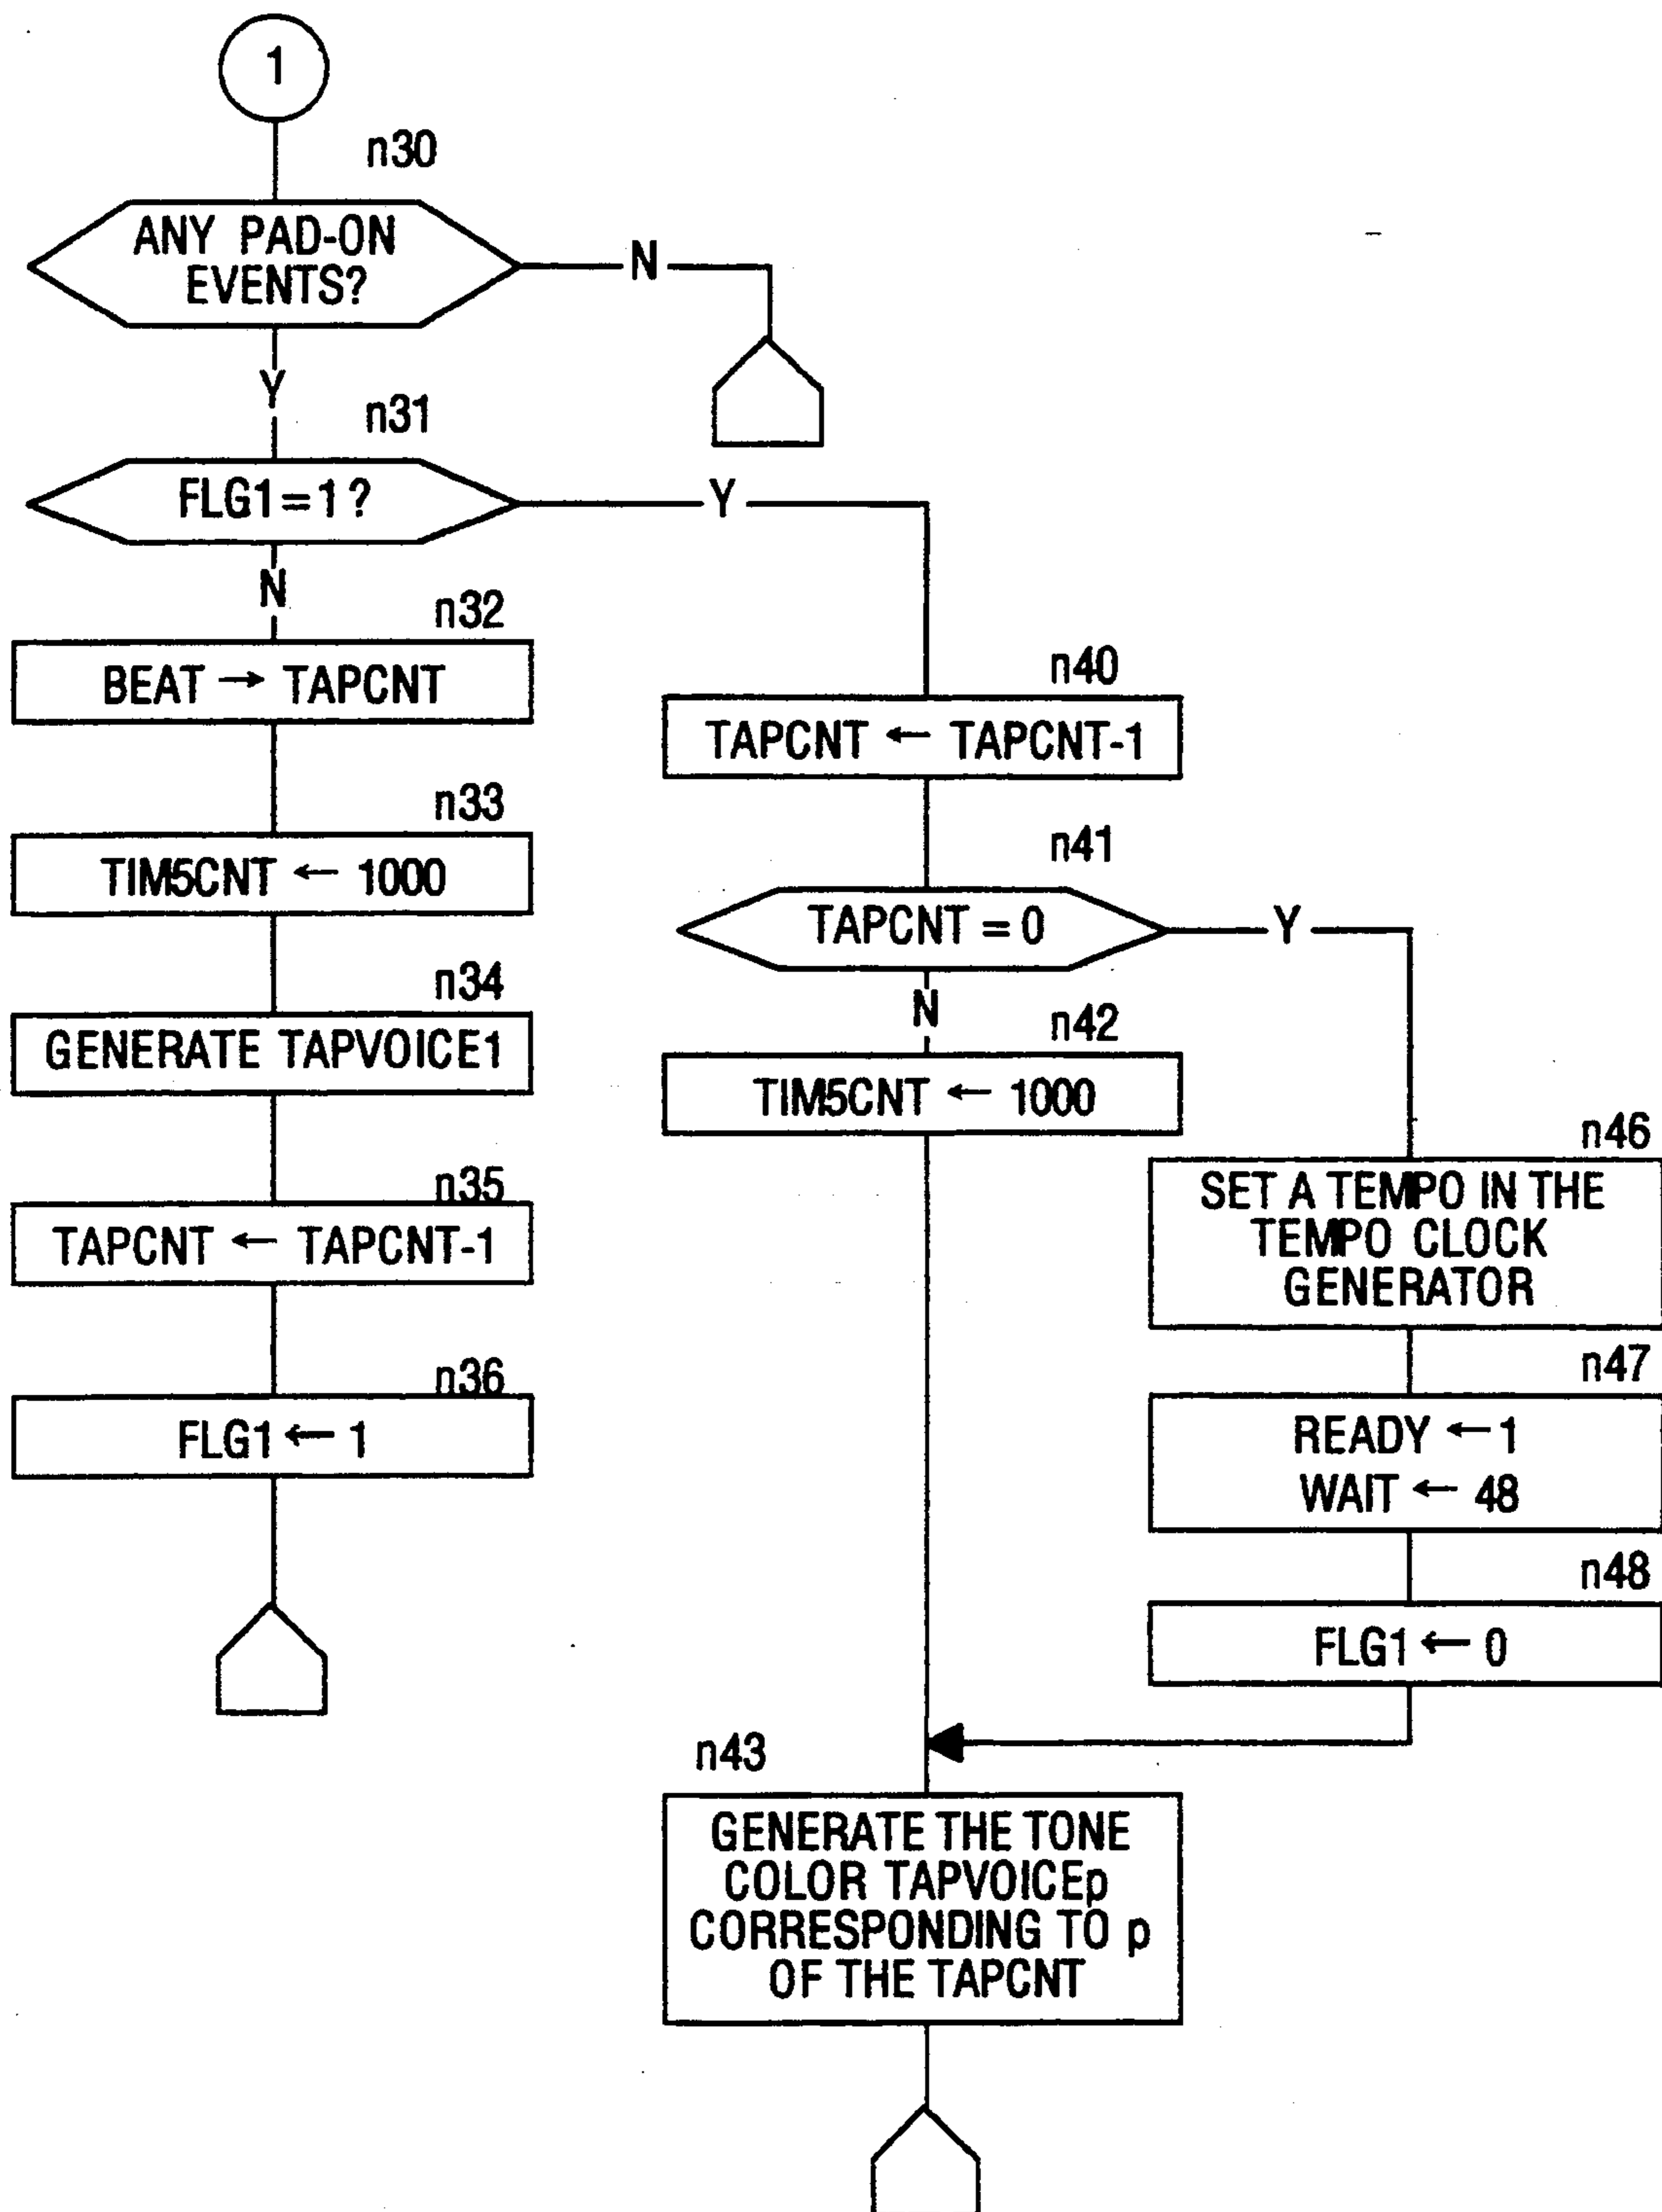 1
n30
ANY PAD-ON
EVENTS?
N
Y
n31
FLG1=1?
Y
N
n32
BEAT → TAPCNT
n33
TIM5CNT ← 1000
n34
GENERATE TAPVOICE1
n35
TAPCNT ← TAPCNT-1
n36
FLG1 ← 1
n40
TAPCNT ← TAPCNT-1
n41
TAPCNT = 0
Y
N
n42
TIM5CNT ← 1000
n46
SET A TEMPO IN THE
TEMPO CLOCK
GENERATOR
n47
READY ← 1
WAIT ← 48
n48
FLG1 ← 0
n43
GENERATE THE TONE
COLOR TAPVOICEp
CORRESPONDING TO p
OF THE TAPCNT